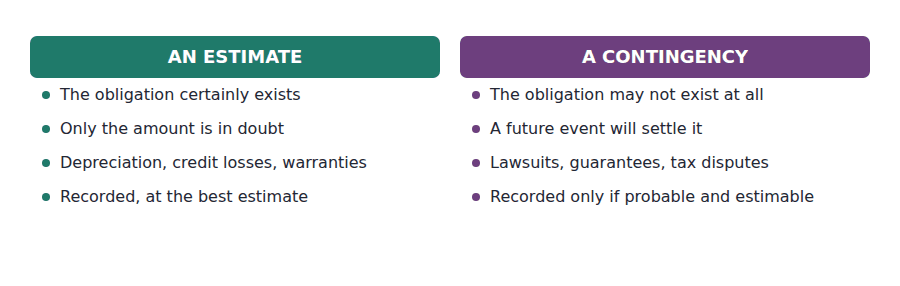 AN ESTIMATE
The obligation certainly exists
Only the amount is in doubt
Depreciation, credit losses, warranties
Recorded, at the best estimate
A CONTINGENCY
The obligation may not exist at all
A future event will settle it
Lawsuits, guarantees, tax disputes
Recorded only if probable and estimable